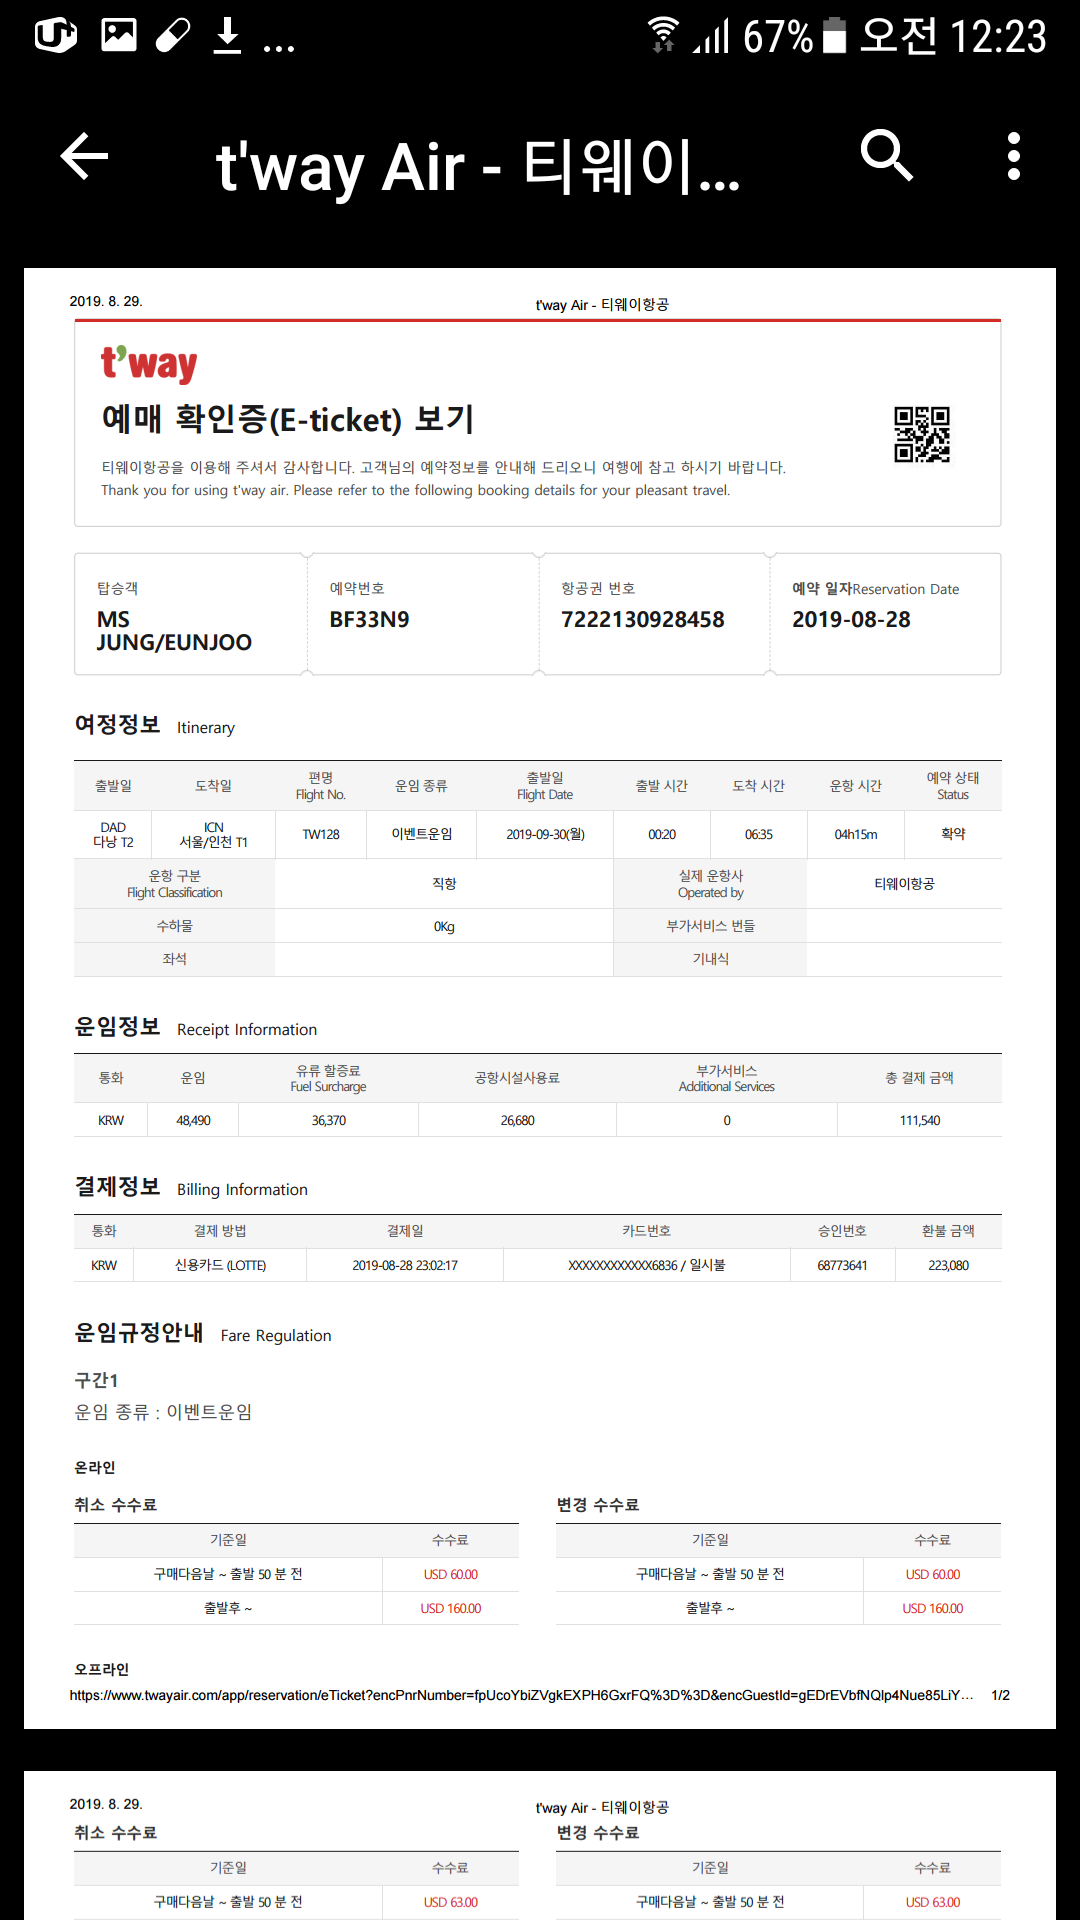 67% 오전 12:23
t'way Air - 티웨이...
2019. 8. 29. t'way Air - 티웨이항공
t'way
예매 확인증(E-ticket) 보기
티웨이항공을 이용해 주셔서 감사합니다. 고객님의 예약정보를 안내해 드리오니 여행에 참고 하시기 바랍니다.
Thank you for using t'way air. Please refer to the following booking details for your pleasant travel.
탑승객 예약번호 항공권 번호 예약 일자Reservation Date
MS BF33N9 7222130928458 2019-08-28
JUNG/EUNJOO
여정정보 Itinerary
출발일 도착일 편명 운임 종류 출발일 출발 시간 도착 시간 운항 시간 예약 상태
Flight No. Flight Date Status
DAD ICN TW128 이벤트운임 2019-09-30(월) 00:20 06:35 04h15m 확약
다낭 T2 서울/인천 T1
운항 구분 직항 실제 운항사 티웨이항공
Flight Classification Operated by
수하물 0Kg 부가서비스 번들
좌석 기내식
운임정보 Receipt Information
통화 운임 유류 할증료 공항시설사용료 부가서비스 총 결제 금액
Fuel Surcharge Additional Services
KRW 48,490 36,370 26,680 0 111,540
결제정보 Billing Information
통화 결제 방법 결제일 카드번호 승인번호 환불 금액
KRW 신용카드 (LOTTE) 2019-08-28 23:02:17 XXXXXXXXXXXX6836 / 일시불 68773641 223,080
운임규정안내 Fare Regulation
구간1
운임 종류 : 이벤트운임
온라인
취소 수수료 변경 수수료
기준일 수수료 기준일 수수료
구매다음날 ~ 출발 50 분 전 USD 60.00 구매다음날 ~ 출발 50 분 전 USD 60.00
출발후 ~ USD 160.00 출발후 ~ USD 160.00
오프라인
https://www.twayair.com/app/reservation/eTicket?encPnrNumber=fpUcoYbiZVgkEXPH6GxrFQ%3D%3D&encGuestId=gEDrEVbfNQlp4Nue85LiY... 1/2
2019. 8. 29. t'way Air - 티웨이항공
취소 수수료 변경 수수료
기준일 수수료 기준일 수수료
구매다음날 ~ 출발 50 분 전 USD 63.00 구매다음날 ~ 출발 50 분 전 USD 63.00